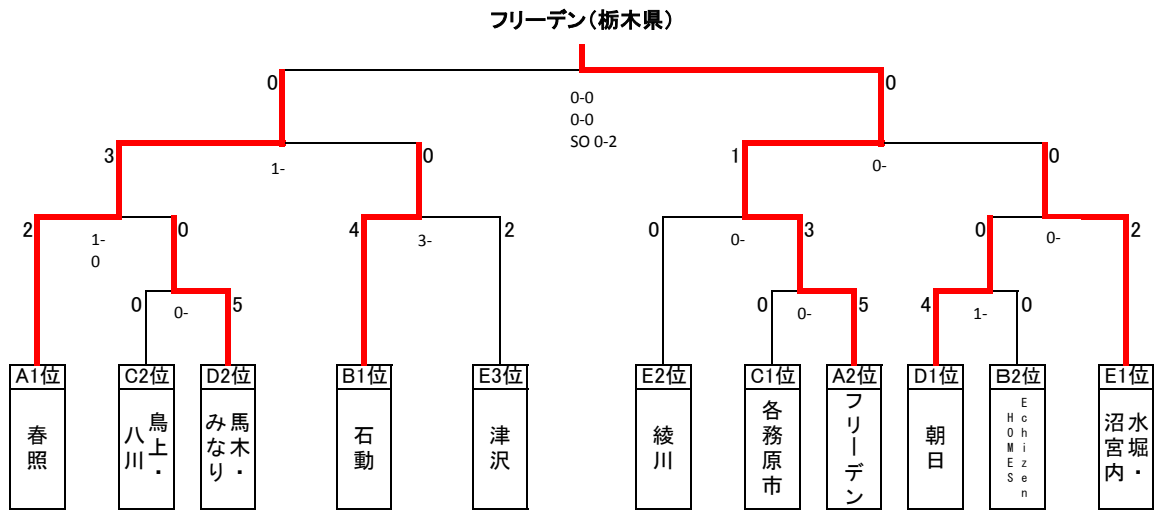 フリーデン（栃木県）
0
0
0-0
0-0
SO 0-2
3
0
1-
1
0
0-
2
0
1-
0
4
2
3-
0
3
0-
0
2
0-
0
5
0-
0
5
0-
4
0
1-
A1位
C2位
D2位
B1位
E3位
E2位
C1位
A2位
D1位
B2位
E1位
春照
鳥上・
八川
馬木・
みなり
石動
津沢
綾川
各務原市
フリーデン
朝日
Echizen
HOMES
水堀・
沼宮内